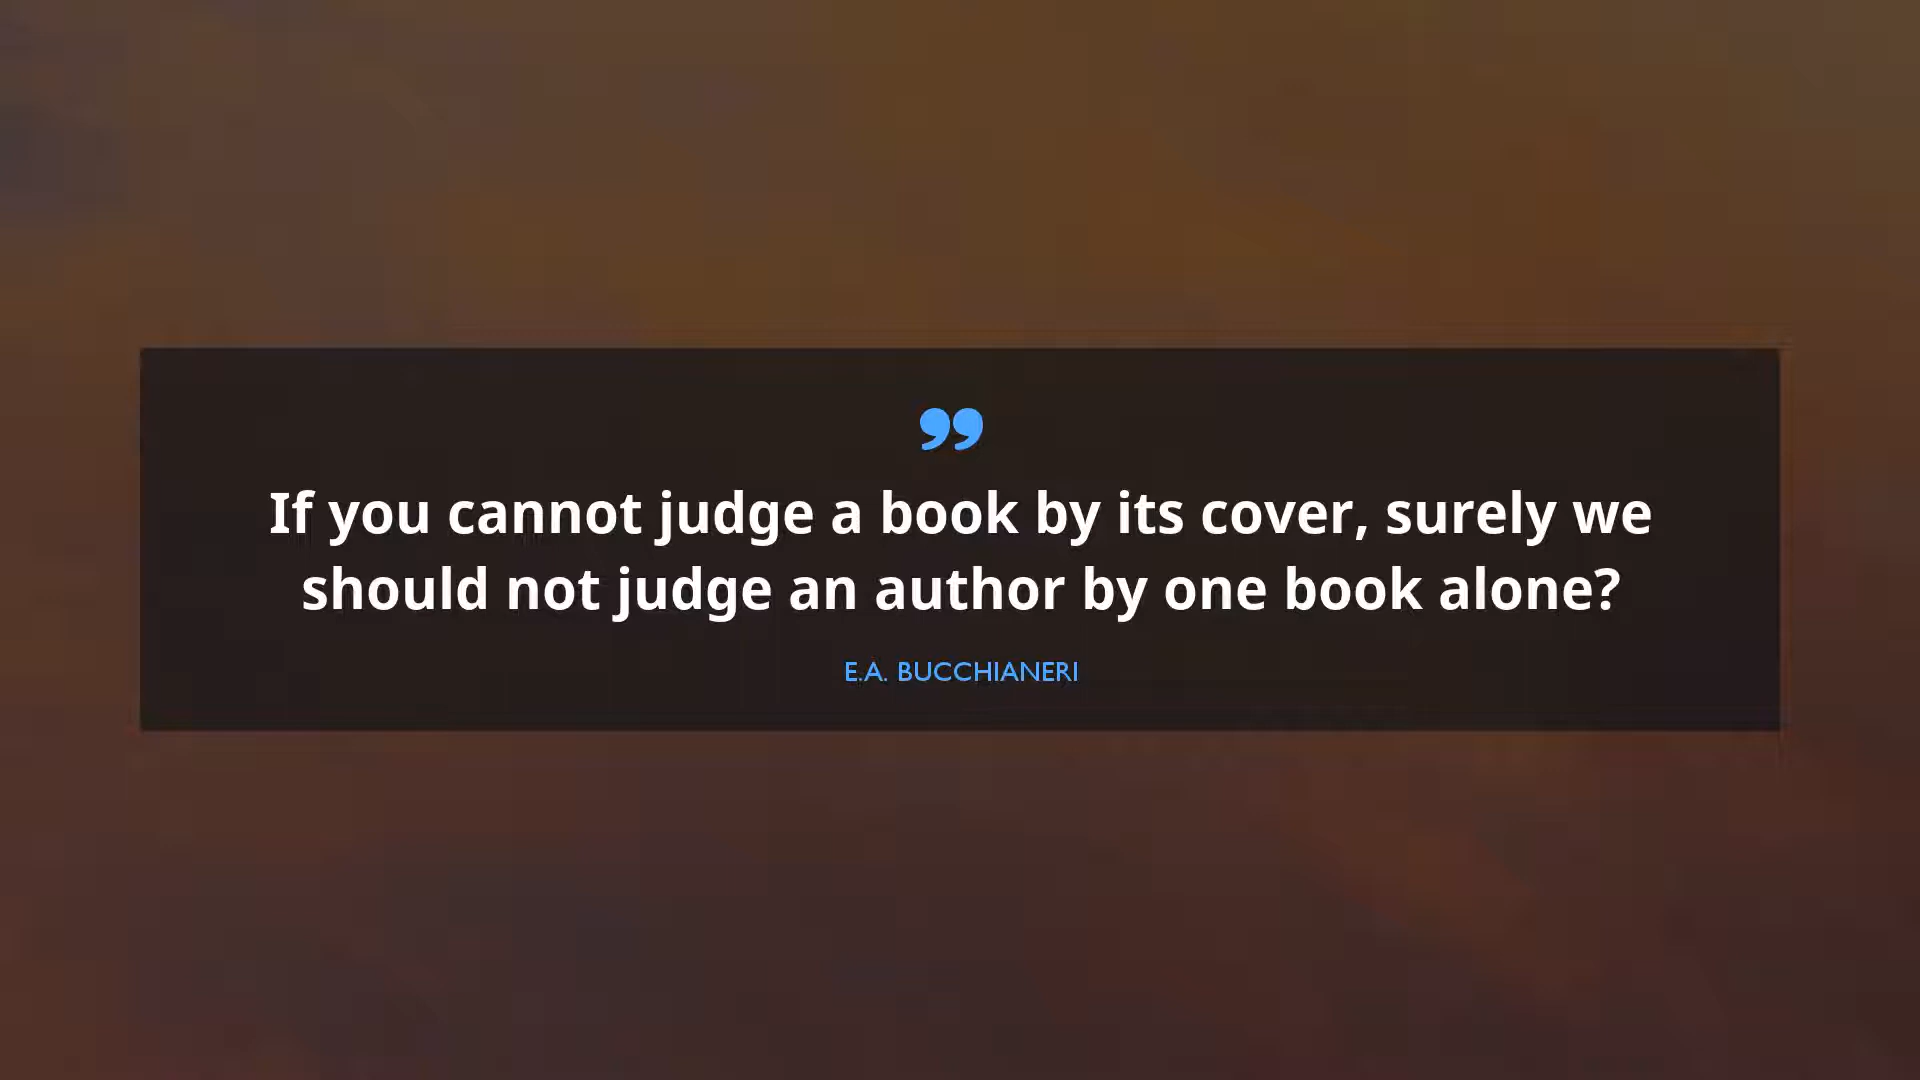 ”
If you cannot judge a book by its cover, surely we
should not judge an author by one book alone?
E.A. BUCCHIANERI